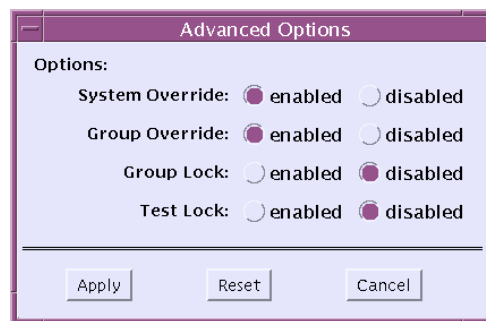 Advanced Options
Options:
System Override: enabled disabled
Group Override: enabled disabled
Group Lock: enabled disabled
Test Lock: enabled disabled
Apply Reset Cancel